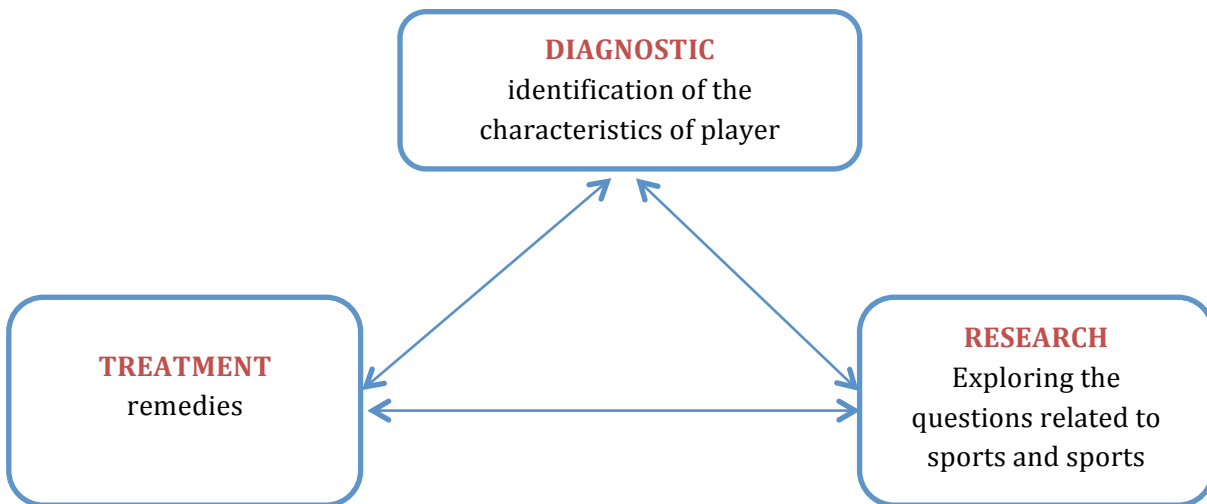 DIAGNOSTIC
identification of the
characteristics of player
TREATMENT
remedies
RESEARCH
Exploring the
questions related to
sports and sports